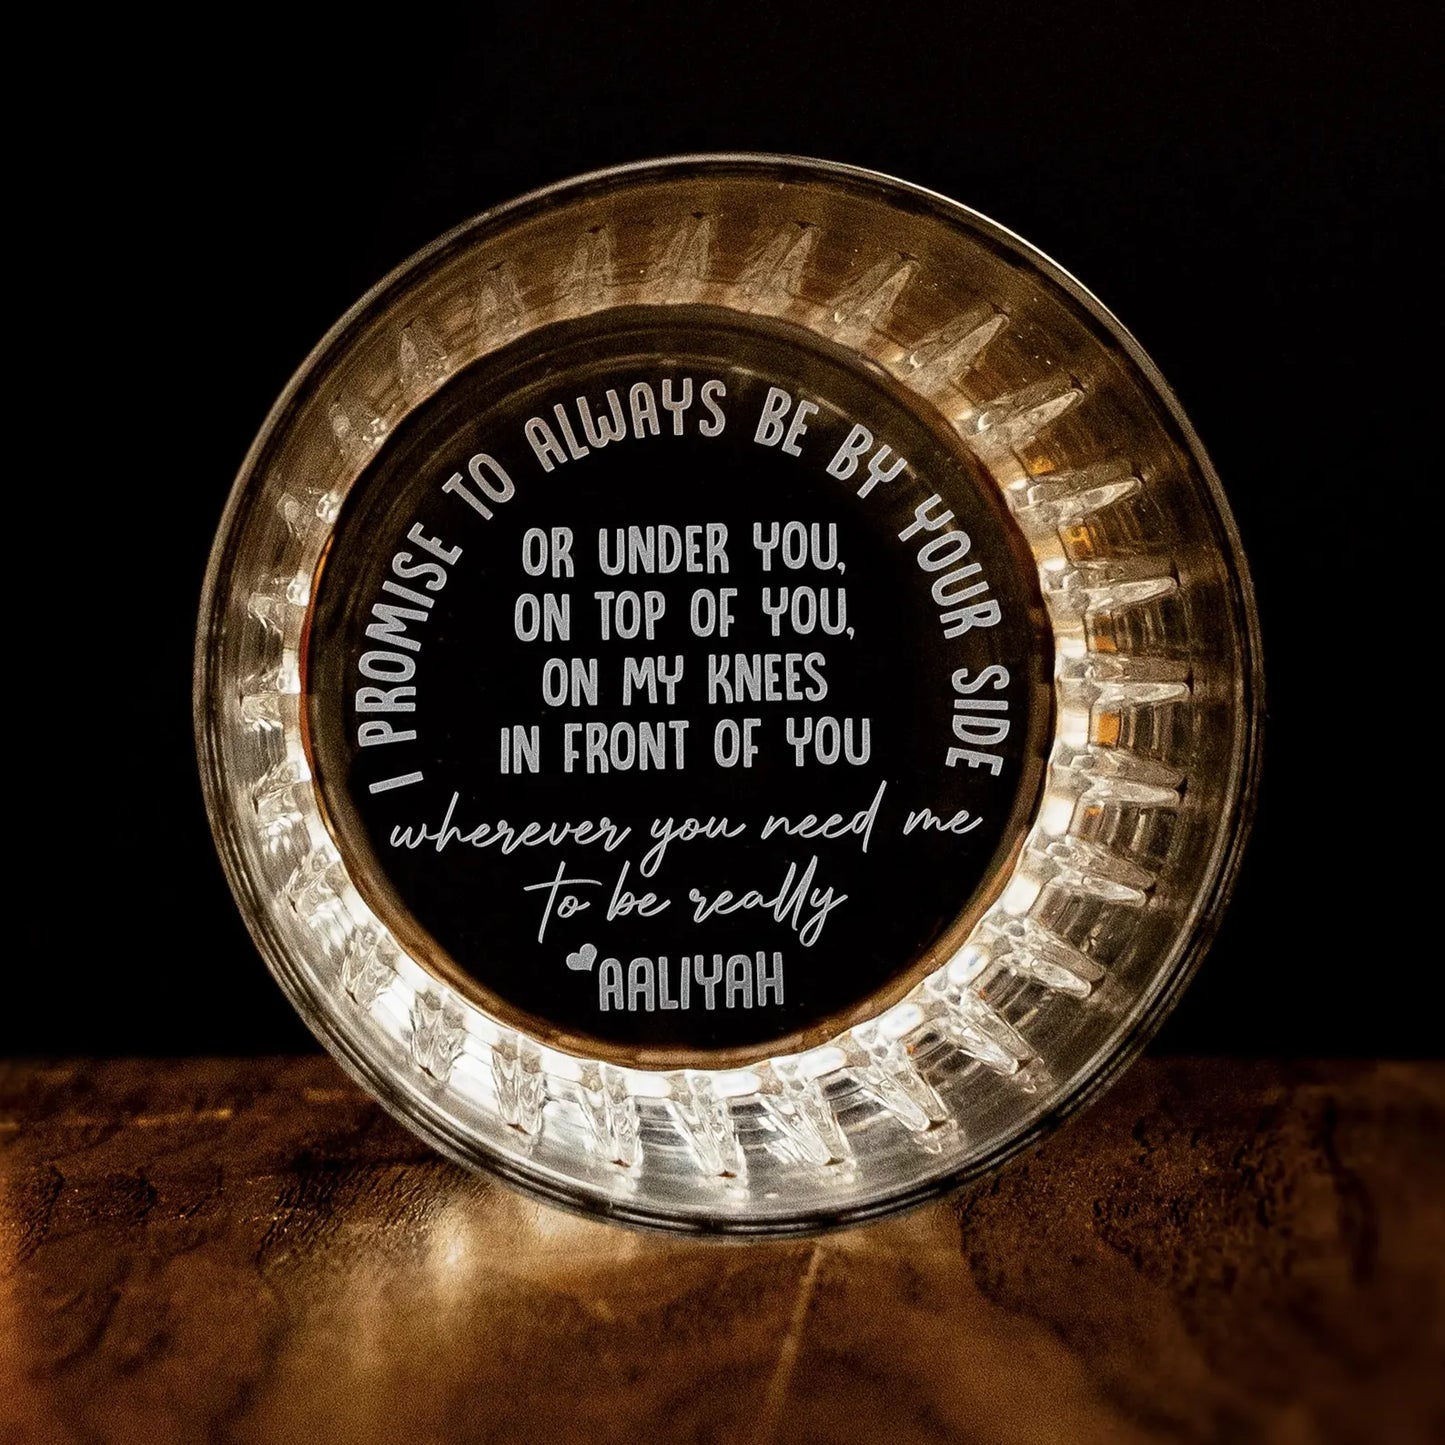 I PROMISE TO ALWAYS BE BY YOUR SIDE
OR UNDER YOU,
ON TOP OF YOU,
ON MY KNEES
IN FRONT OF YOU
wherever you need me
to be really
AALIYAH